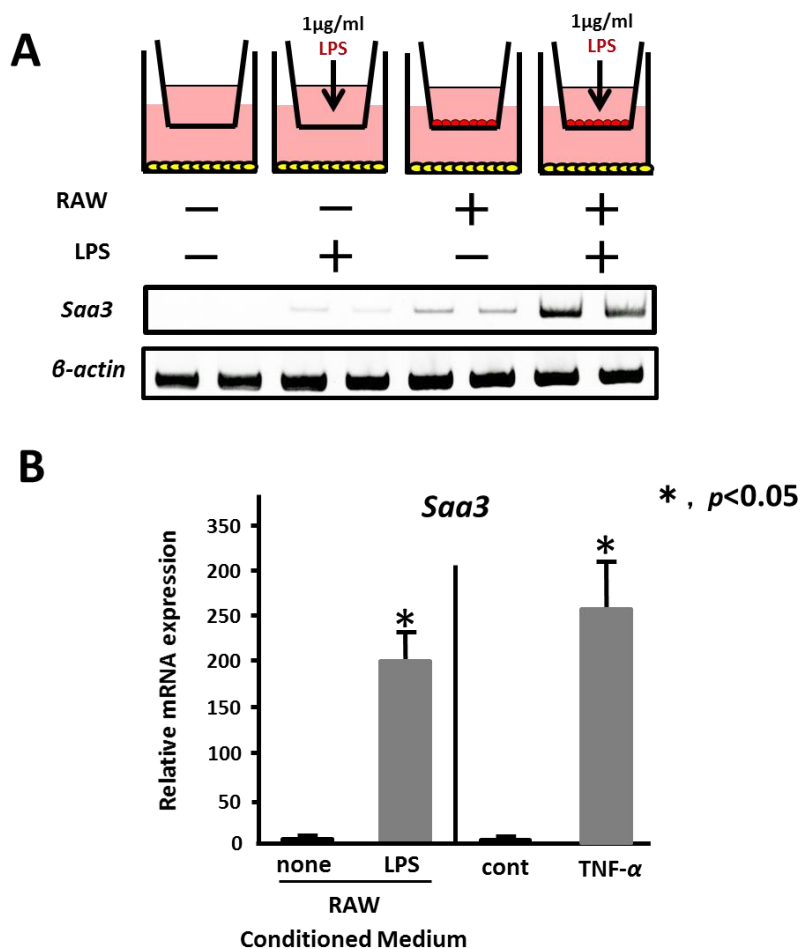 A
1µg/ml
LPS
1µg/ml
LPS
RAW − − + +
LPS − + − +
Saa3
β-actin
B
Saa3
* , p<0.05
Relative mRNA expression
350
200
250
200
150
100
50
0
*
*
none LPS cont TNF-α
RAW
Conditioned Medium